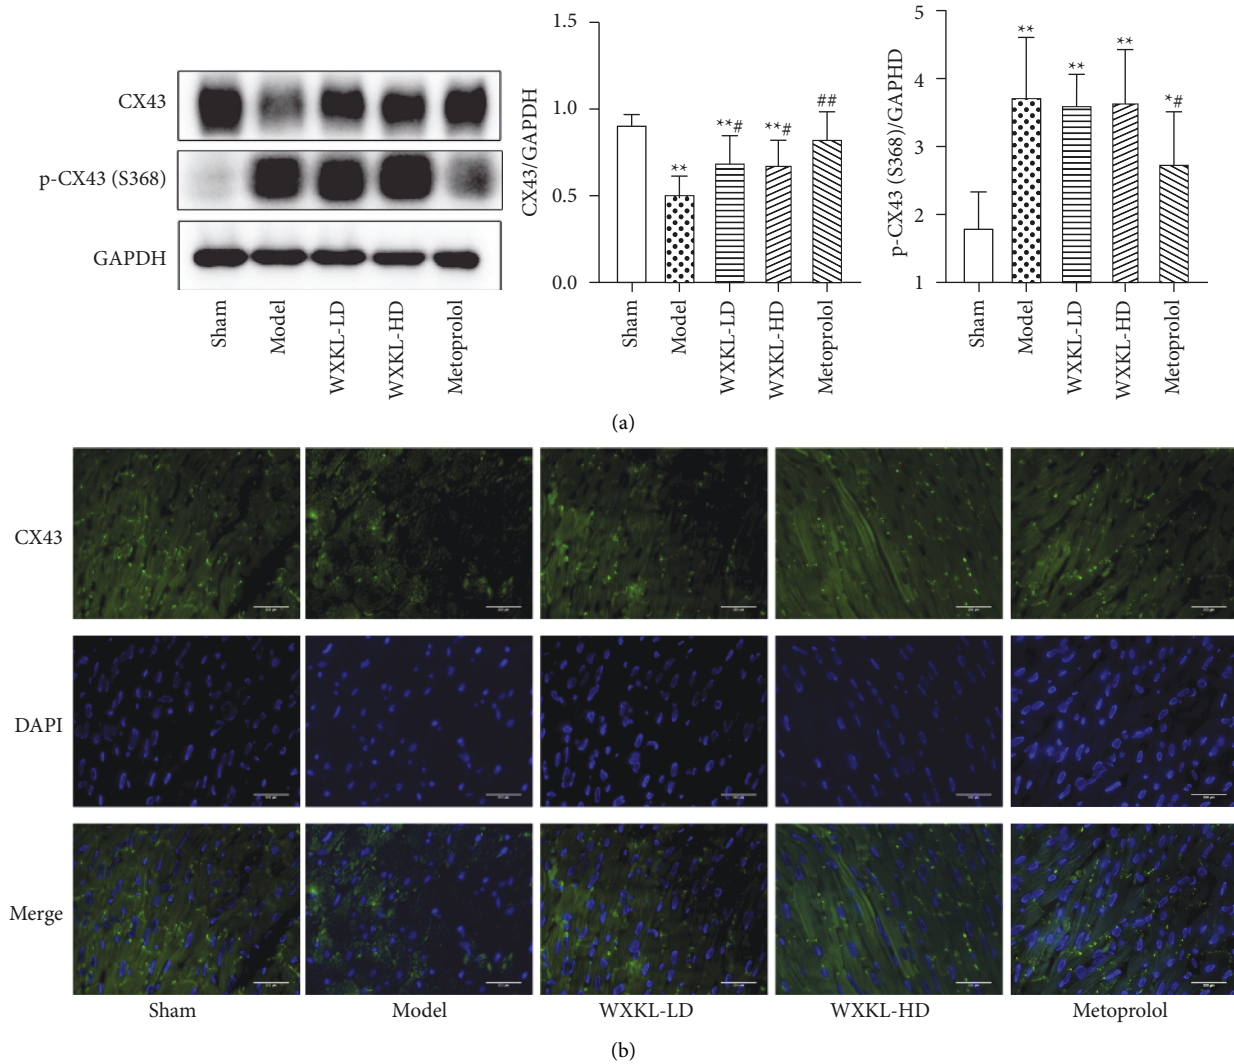 CX43
p-CX43 (S368)
GAPDH
Sham
Model
WXKL-LD
WXKL-HD
Metoprolol
CX43/GAPDH
1.5
1.0
0.5
0.0
**
**#
**#
##
Sham
Model
WXKL-LD
WXKL-HD
Metoprolol
p-CX43 (S368)/GAPHD
5
4
3
2
1
**
**
**
*#
Sham
Model
WXKL-LD
WXKL-HD
Metoprolol
(a)
CX43
DAPI
Merge
Sham
Model
WXKL-LD
WXKL-HD
Metoprolol
(b)